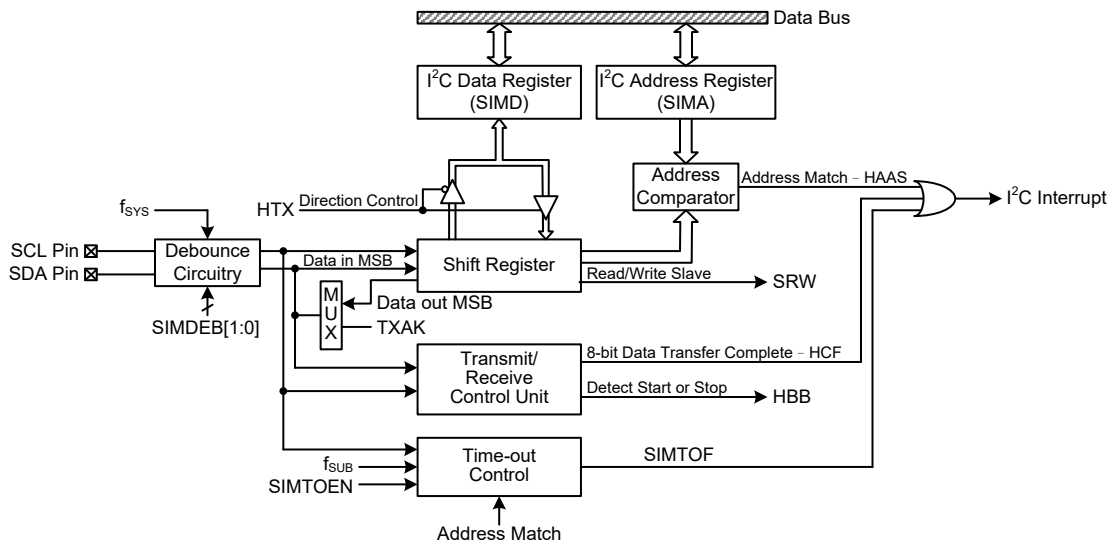 Data Bus
I²C Data Register
(SIMD)
I²C Address Register
(SIMA)
Address
Comparator
Address Match – HAAS
I²C Interrupt
HTX
Direction Control
fSYS
SCL Pin
SDA Pin
Debounce
Circuitry
SIMDEB[1:0]
Data in MSB
Shift Register
Read/Write Slave
SRW
MUX
Data out MSB
TXAK
Transmit/
Receive
Control Unit
8-bit Data Transfer Complete – HCF
Detect Start or Stop
HBB
fSUB
SIMTOEN
Time-out
Control
SIMTOF
Address Match